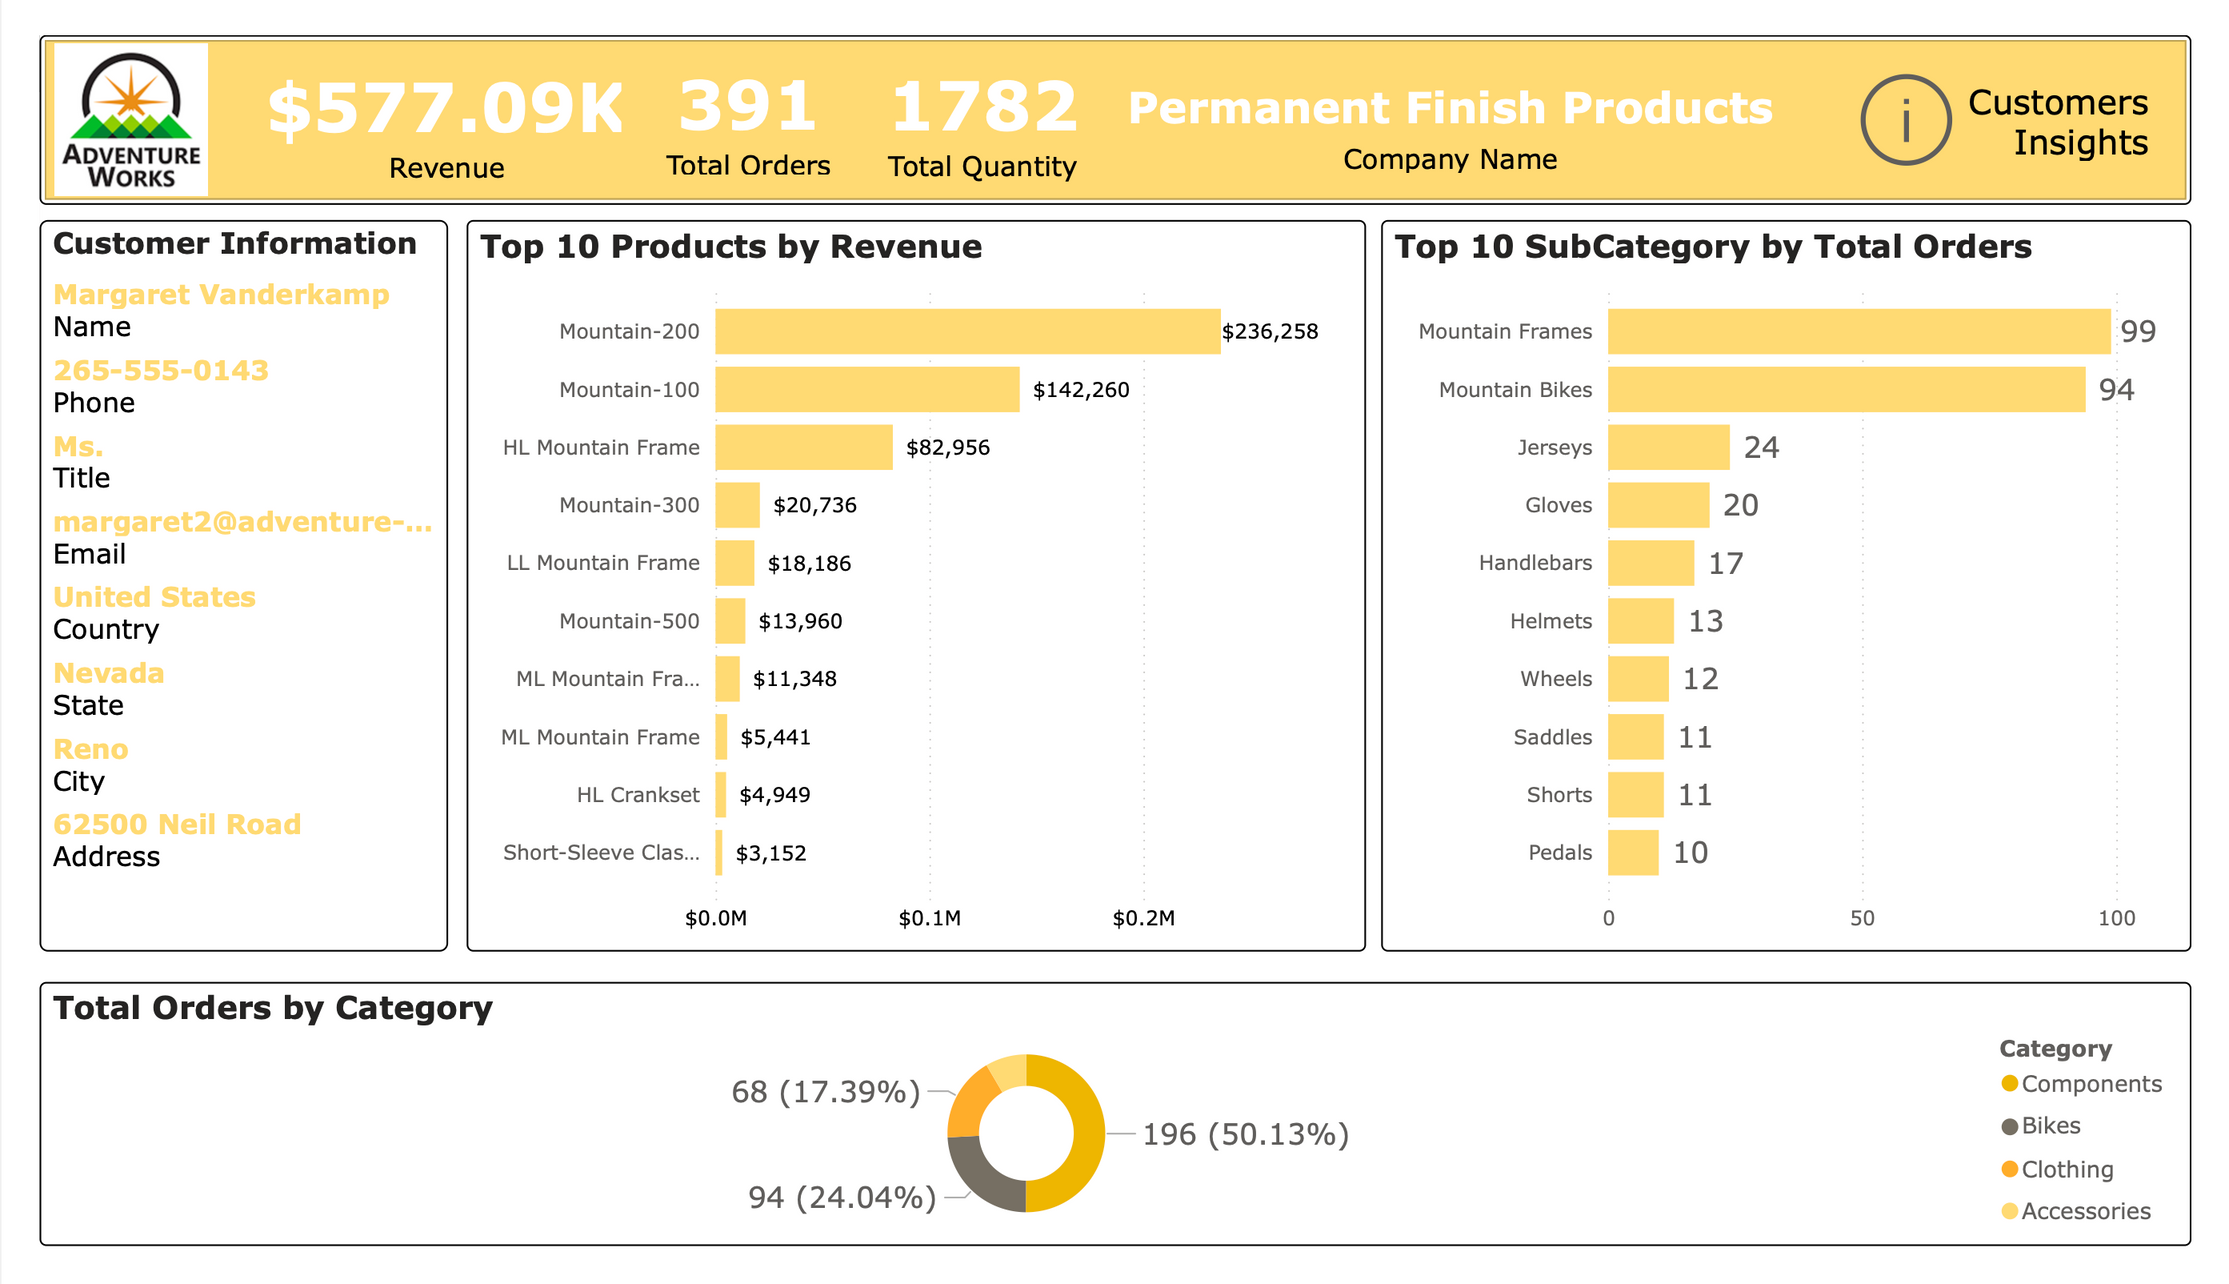 ADVENTURE
WORKS
$577.09K
Revenue
391
Total Orders
1782
Total Quantity
Permanent Finish Products
Company Name
i
Customers
Insights
Customer Information
Margaret Vanderkamp
Name
265-555-0143
Phone
Ms.
Title
margaret2@adventure-...
Email
United States
Country
Nevada
State
Reno
City
62500 Neil Road
Address
Top 10 Products by Revenue
Mountain-200 $236,258
Mountain-100 $142,260
HL Mountain Frame $82,956
Mountain-300 $20,736
LL Mountain Frame $18,186
Mountain-500 $13,960
ML Mountain Fra... $11,348
ML Mountain Frame $5,441
HL Crankset $4,949
Short-Sleeve Clas... $3,152
$0.0M $0.1M $0.2M
Top 10 SubCategory by Total Orders
Mountain Frames 99
Mountain Bikes 94
Jerseys 24
Gloves 20
Handlebars 17
Helmets 13
Wheels 12
Saddles 11
Shorts 11
Pedals 10
0 50 100
Total Orders by Category
68 (17.39%)
196 (50.13%)
94 (24.04%)
Category
Components
Bikes
Clothing
Accessories